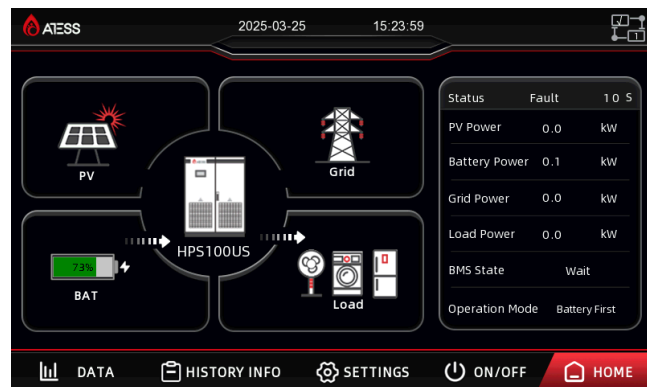 ATESS 2025-03-25 15:23:59
1
Status Fault 10 S
PV Power 0.0 kW
Battery Power 0.1 kW
Grid Power 0.0 kW
Load Power 0.0 kW
BMS State Wait
Operation Mode Battery First
PV
Grid
HPS100US
73%
BAT
Load
DATA HISTORY INFO SETTINGS ON/OFF HOME